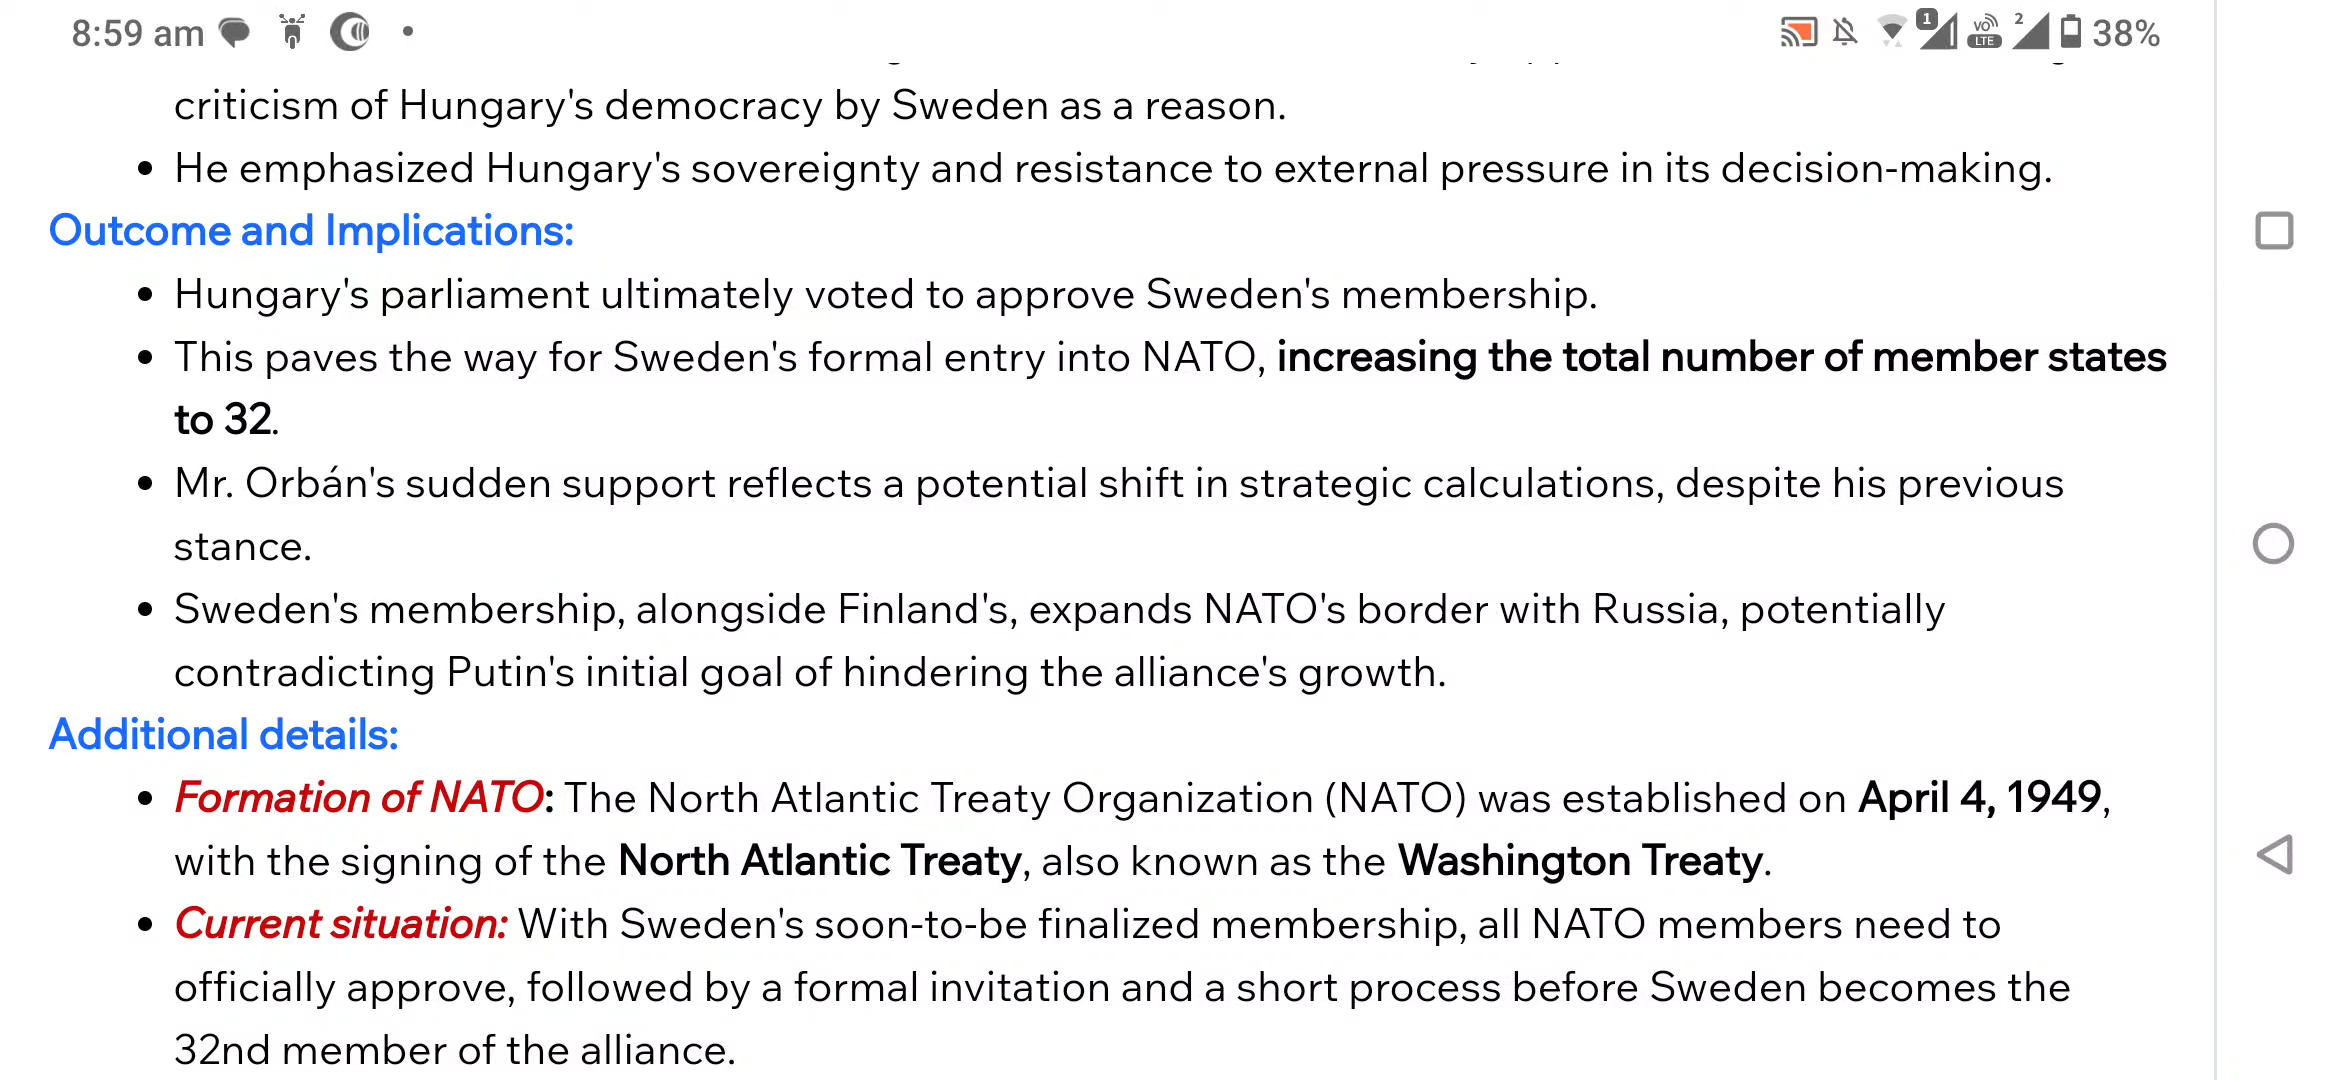 8:59 am
1
VO
LTE
2
38%
criticism of Hungary's democracy by Sweden as a reason.
• He emphasized Hungary's sovereignty and resistance to external pressure in its decision-making.
Outcome and Implications:
• Hungary's parliament ultimately voted to approve Sweden's membership.
• This paves the way for Sweden's formal entry into NATO, increasing the total number of member states
to 32.
• Mr. Orbán's sudden support reflects a potential shift in strategic calculations, despite his previous
stance.
• Sweden's membership, alongside Finland's, expands NATO's border with Russia, potentially
contradicting Putin's initial goal of hindering the alliance's growth.
Additional details:
• Formation of NATO: The North Atlantic Treaty Organization (NATO) was established on April 4, 1949,
with the signing of the North Atlantic Treaty, also known as the Washington Treaty.
• Current situation: With Sweden's soon-to-be finalized membership, all NATO members need to
officially approve, followed by a formal invitation and a short process before Sweden becomes the
32nd member of the alliance.